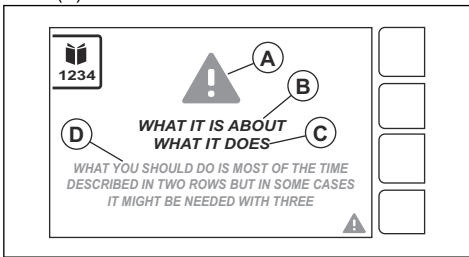 (  )
1234
A
B
WHAT IT IS ABOUT
D
C
WHAT IT DOES
WHAT YOU SHOULD DO IS MOST OF THE TIME
DESCRIBED IN TWO ROWS BUT IN SOME CASES
IT MIGHT BE NEEDED WITH THREE